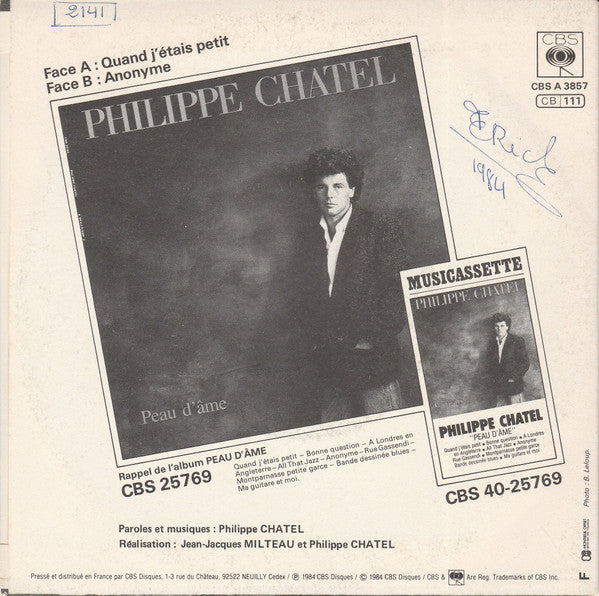 2141
Face A : Quand j'étais petit
Face B : Anonyme
CBS
CBS A 3857
CB 111
1984
PHILIPPE CHATEL
Peau d'âme
MUSICASSETTE
PHILIPPE CHATEL
PHILIPPE CHATEL
"PEAU D'ÂME"
Quand j'étais petit ● Bonne question ● A Londres
en Angleterre ● All That Jazz ● Anonyme
Rue Gassendi ● Montparnasse petite garce
Bande dessinée blues ●
Ma guitare et moi.
CBS 40-25769
Rappel de l'album PEAU D'ÂME
CBS 25769
Quand j'étais petit – Bonne question – A Londres en
Angleterre – All That Jazz – Anonyme – Rue Gassendi –
Montparnasse petite garce – Bande dessinée blues –
Ma guitare et moi.
Paroles et musiques : Philippe CHATEL
Réalisation : Jean-Jacques MILTEAU et Philippe CHATEL
Photo : B. Leloup.
F
Pressé et distribué en France par CBS Disques, 1-3 rue du Château, 92522 NEUILLY Cedex / ℗ 1984 CBS Disques / © 1984 CBS Disques / CBS & Are Reg. Trademarks of CBS Inc.